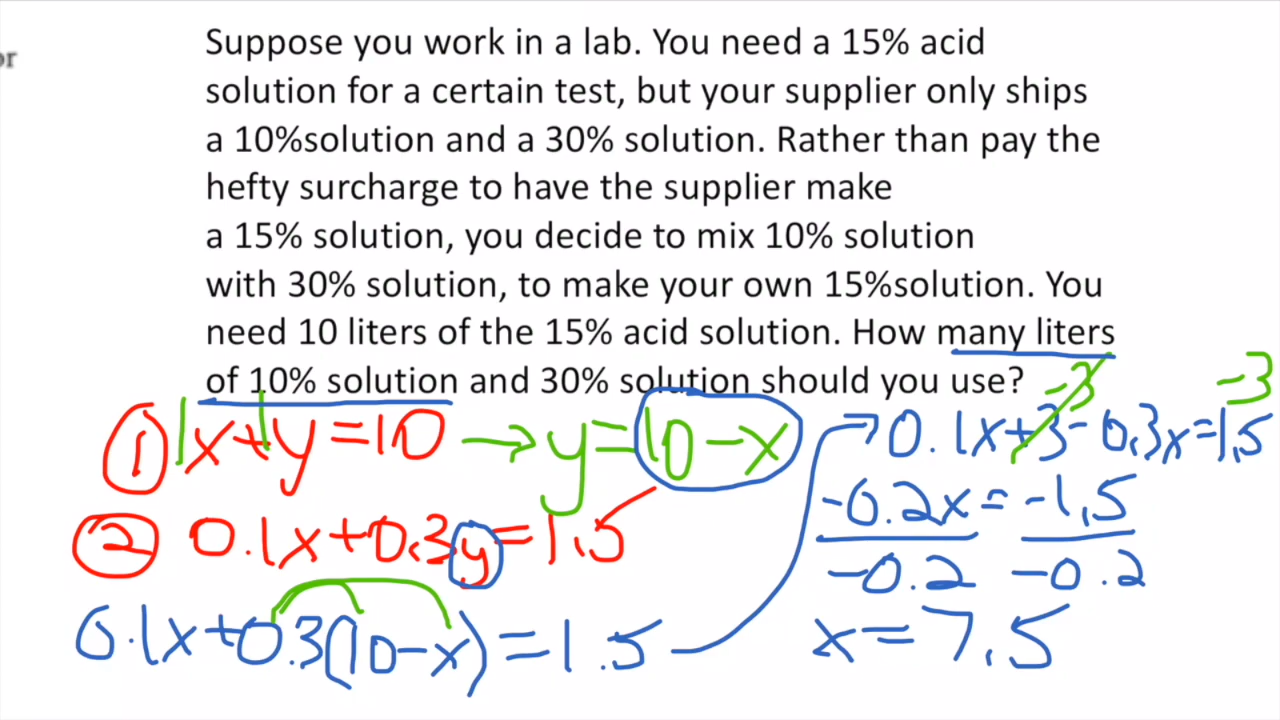 or
Suppose you work in a lab. You need a 15% acid
solution for a certain test, but your supplier only ships
a 10%solution and a 30% solution. Rather than pay the
hefty surcharge to have the supplier make
a 15% solution, you decide to mix 10% solution
with 30% solution, to make your own 15%solution. You
need 10 liters of the 15% acid solution. How many liters
of 10% solution and 30% solution should you use?
① x+y=10 → y=10-x
② 0.1x+0.3y=1.5
0.1x+0.3(10-x)=1.5
-3 -3
0.1x+3-0.3x=1.5
-0.2x=-1.5
-0.2 -0.2
x=7.5